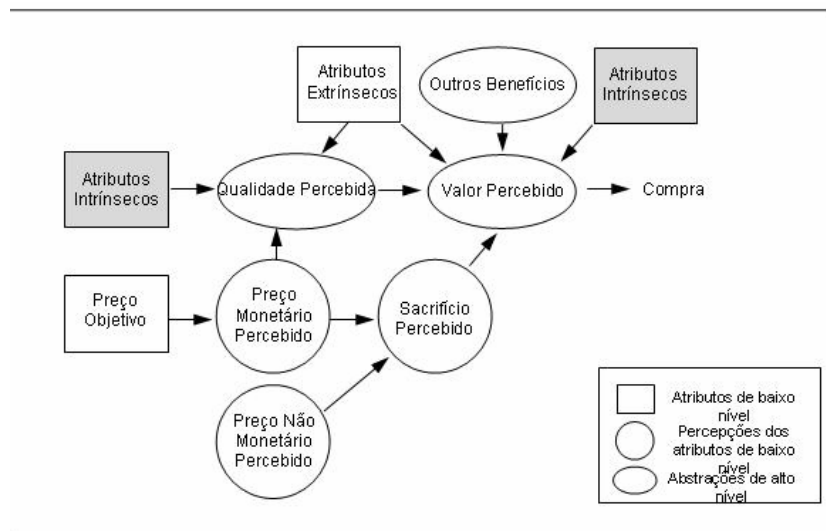 Atributos
Extrínsecos
Outros Benefícios
Atributos
Intrínsecos
Atributos
Intrínsecos
Qualidade Percebida
Valor Percebido
Compra
Preço
Objetivo
Preço
Monetário
Percebido
Sacrifício
Percebido
Preço Não
Monetário
Percebido
Atributos de baixo
nível
Percepções dos
atributos de baixo
nível
Abstrações de alto
nível